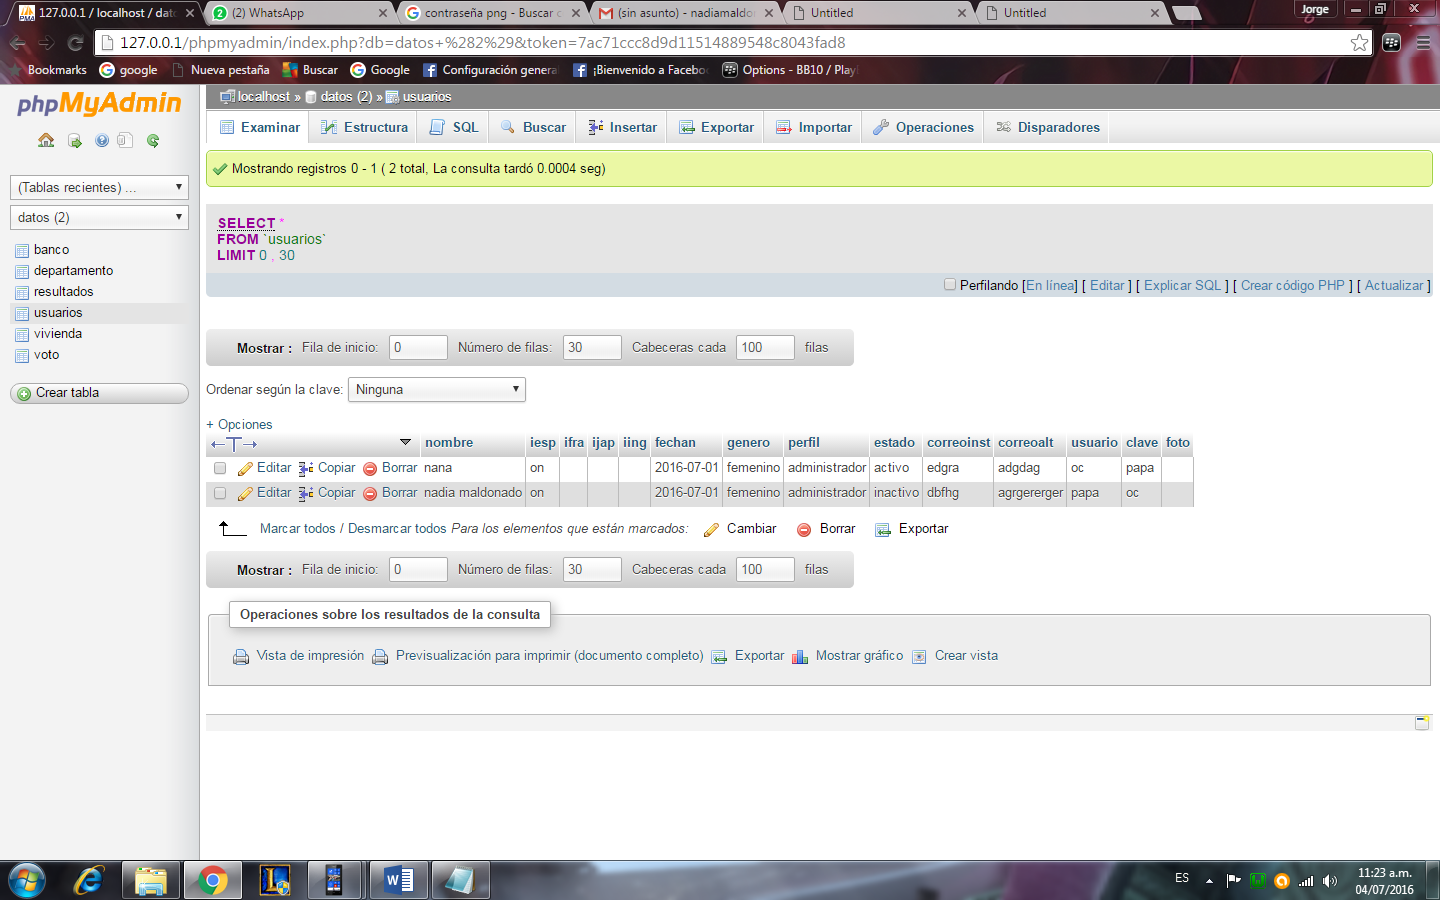 127.0.0.1 / localhost / dato
(2) WhatsApp
contraseña png - Buscar c
(sin asunto) - nadiamaldo
Untitled
Untitled
Jorge
127.0.0.1/phpmyadmin/index.php?db=datos+%282%29&token=7ac71ccc8d9d11514889548c8043fad8
Bookmarks
google
Nueva pestaña
Buscar
Google
Configuración genera
¡Bienvenido a Facebo
Options - BB10 / Play
phpMyAdmin
(Tablas recientes) ...
datos (2)
banco
departamento
resultados
usuarios
vivienda
voto
Crear tabla
localhost » datos (2) » usuarios
Examinar Estructura SQL Buscar Insertar Exportar Importar Operaciones Disparadores
Mostrando registros 0 - 1 ( 2 total, La consulta tardó 0.0004 seg)
SELECT *
FROM `usuarios`
LIMIT 0 , 30
Perfilando [En línea] [ Editar ] [ Explicar SQL ] [ Crear código PHP ] [ Actualizar ]
Mostrar : Fila de inicio: 0 Número de filas: 30 Cabeceras cada 100 filas
Ordenar según la clave: Ninguna
+ Opciones
←T→ nombre iesp ifra ijap iing fechan genero perfil estado correoinst correoalt usuario clave foto
Editar Copiar Borrar nana on 2016-07-01 femenino administrador activo edgra adgdag oc papa
Editar Copiar Borrar nadia maldonado on 2016-07-01 femenino administrador inactivo dbfhg agrgererger papa oc
Marcar todos / Desmarcar todos Para los elementos que están marcados: Cambiar Borrar Exportar
Mostrar : Fila de inicio: 0 Número de filas: 30 Cabeceras cada 100 filas
Operaciones sobre los resultados de la consulta
Vista de impresión Previsualización para imprimir (documento completo) Exportar Mostrar gráfico Crear vista
ES
11:23 a.m.
04/07/2016